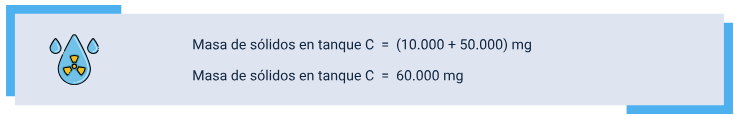 Masa de sólidos en tanque C = (10.000 + 50.000) mg
Masa de sólidos en tanque C = 60.000 mg